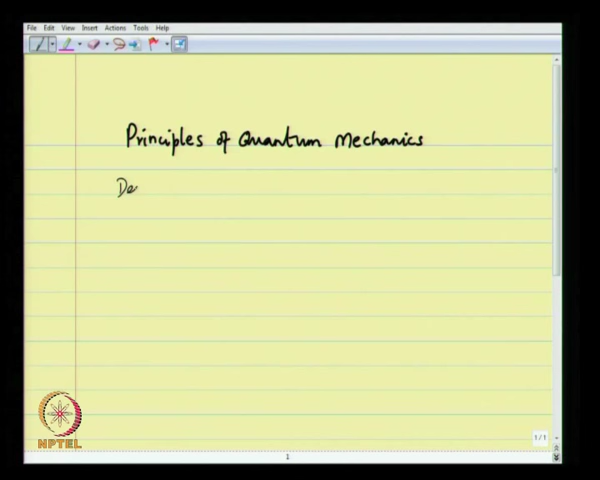 File Edit View Insert Actions Tools Help
Principles of Quantum Mechanics
De
NPTEL
1/1
1